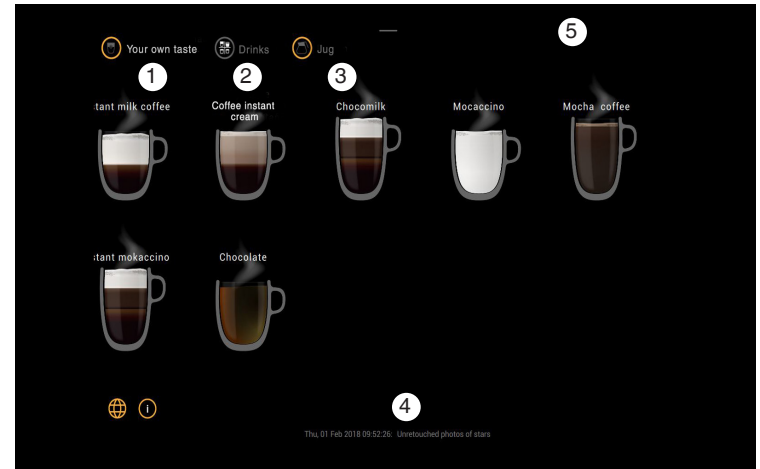 5
Your own taste
Drinks
Jug
1
2
3
stant milk coffee
Coffee instant
cream
Chocomilk
Mocaccino
Mocha coffee
stant mokaccino
Chocolate
i
4
Thu, 01 Feb 2018 09:52:26: Unretouched photos of stars